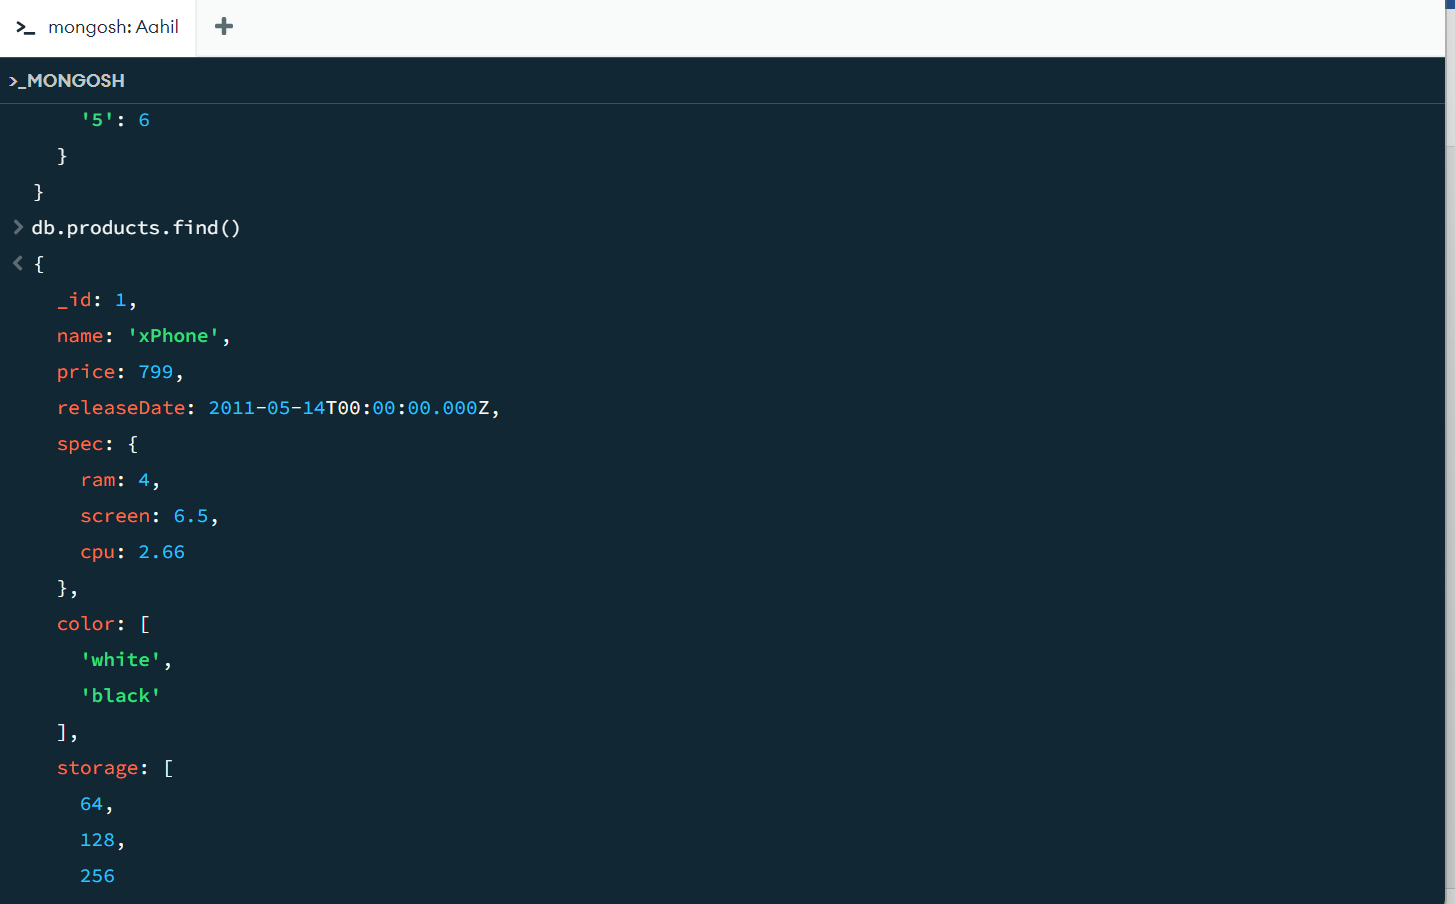 >_ mongosh: Aahil +
>_MONGOSH
'5': 6
}
}
> db.products.find()
< {
_id: 1,
name: 'xPhone',
price: 799,
releaseDate: 2011-05-14T00:00:00.000Z,
spec: {
ram: 4,
screen: 6.5,
cpu: 2.66
},
color: [
'white',
'black'
],
storage: [
64,
128,
256